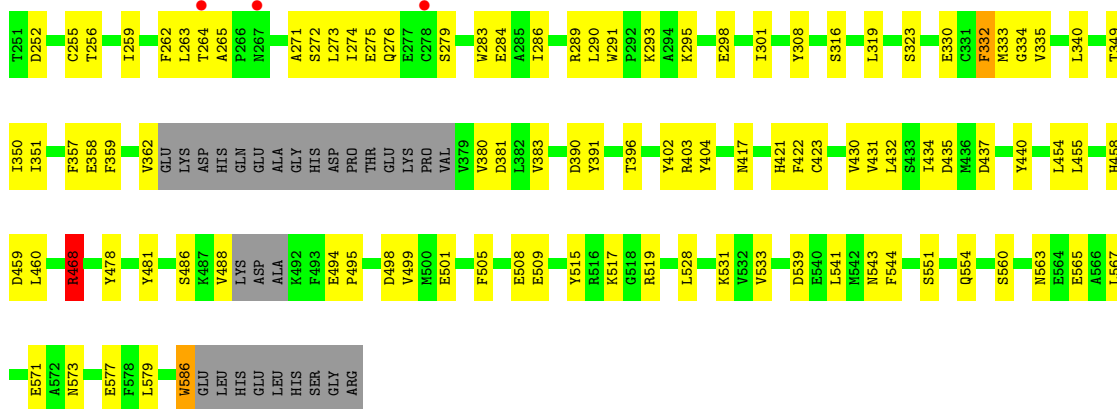 T251 D252 C255 T256 I259 F262 L263 T264 A265 P266 N267 A271 S272 L273 I274 E275 Q276 E277 C278 S279 W283 E284 A285 I286 R289 L290 W291 P292 K293 A294 K295 E298 I301 Y308 S316 L319 S323 E330 C331 F332 M333 G334 V335 L340 T349
I350 I351 F357 E358 F359 V362 GLU LYS ASP HIS GLN GLU ALA GLY HIS ASP PRO THR GLU LYS PRO VAL V379 V380 D381 L382 V383 D390 Y391 T396 Y402 R403 Y404 N417 H421 F422 C423 V430 V431 L432 S433 I434 D435 M436 D437 Y440 L454 L455 H458
D459 L460 R468 Y478 Y481 S486 K487 V488 LYS ASP ALA K492 F493 E494 P495 D498 V499 M500 E501 F505 E508 E509 Y515 R516 K517 G518 R519 L528 K531 V532 V533 D539 E540 L541 M542 N543 F544 S551 Q554 S560 N563 E564 E565 A566 L567
E571 A572 N573 E577 F578 L579 W586 GLU LEU HIS GLU LEU HIS SER GLY ARG